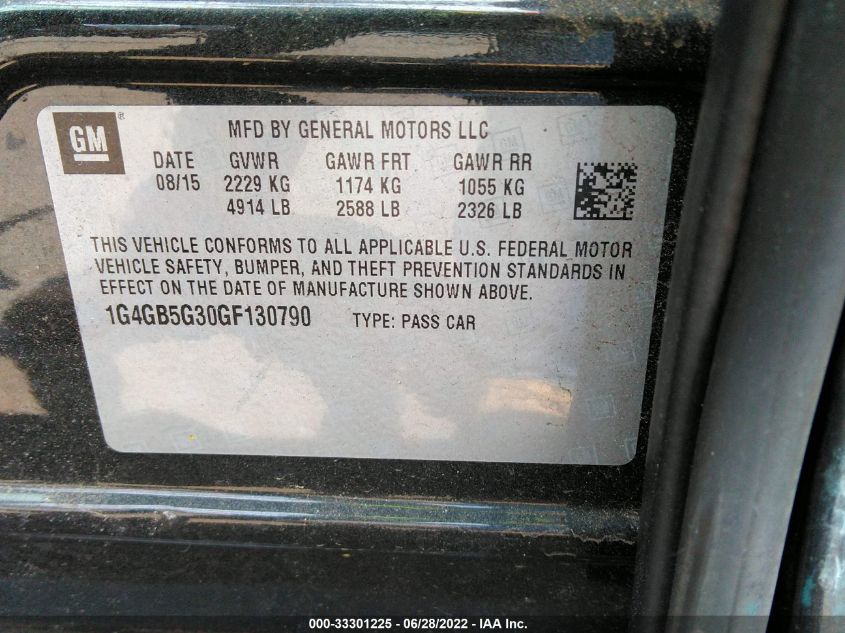 GM ®
MFD BY GENERAL MOTORS LLC
DATE GVWR GAWR FRT GAWR RR
08/15 2229 KG 1174 KG 1055 KG
4914 LB 2588 LB 2326 LB
THIS VEHICLE CONFORMS TO ALL APPLICABLE U.S. FEDERAL MOTOR
VEHICLE SAFETY, BUMPER, AND THEFT PREVENTION STANDARDS IN
EFFECT ON THE DATE OF MANUFACTURE SHOWN ABOVE.
1G4GB5G30GF130790 TYPE: PASS CAR
000-33301225 - 06/28/2022 - IAA Inc.